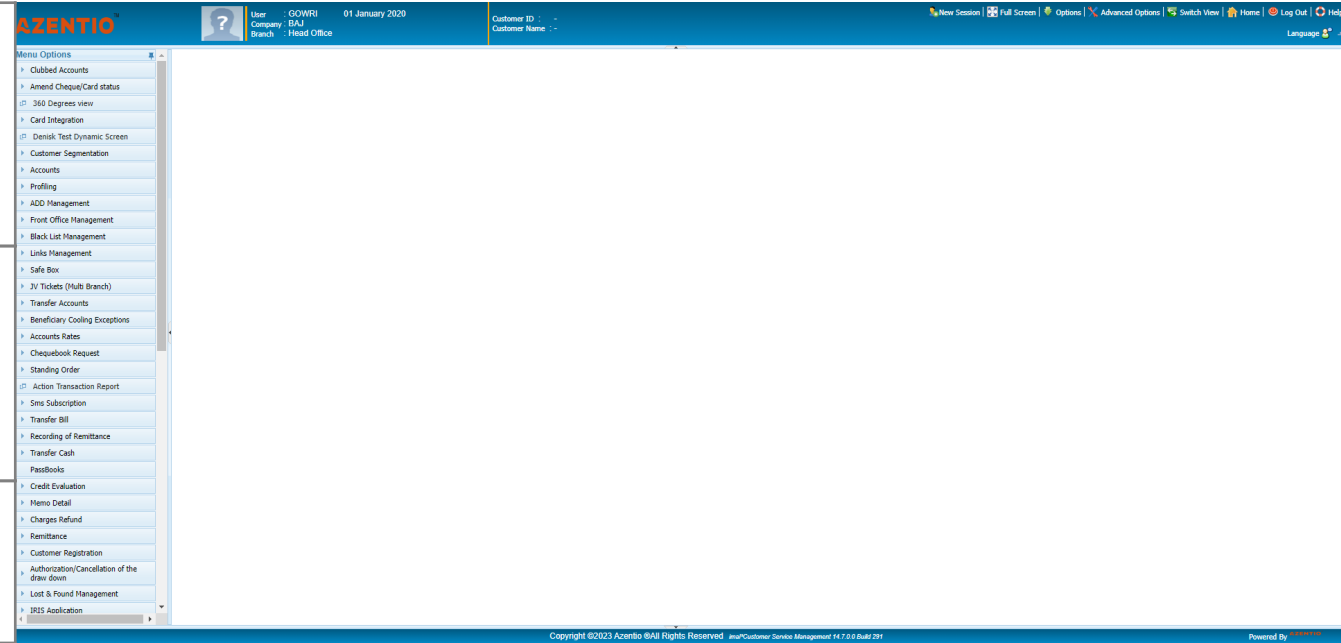 AZENTIO™
User : GOWRI 01 January 2020
Company : BAJ
Branch : Head Office
Customer ID : -
Customer Name : -
New Session | Full Screen | Options | Advanced Options | Switch View | Home | Log Out | Help
Language
Menu Options
Clubbed Accounts
Amend Cheque/Card status
360 Degrees view
Card Integration
Denisk Test Dynamic Screen
Customer Segmentation
Accounts
Profiling
ADD Management
Front Office Management
Black List Management
Links Management
Safe Box
JV Tickets (Multi Branch)
Transfer Accounts
Beneficiary Cooling Exceptions
Accounts Rates
Chequebook Request
Standing Order
Action Transaction Report
Sms Subscription
Transfer Bill
Recording of Remittance
Transfer Cash
PassBooks
Credit Evaluation
Memo Detail
Charges Refund
Remittance
Customer Registration
Authorization/Cancellation of the
draw down
Lost & Found Management
IRIS Application
Copyright ©2023 Azentio ®All Rights Reserved imal®Customer Service Management 14.7.0.0 Build 291
Powered By AZENTIO